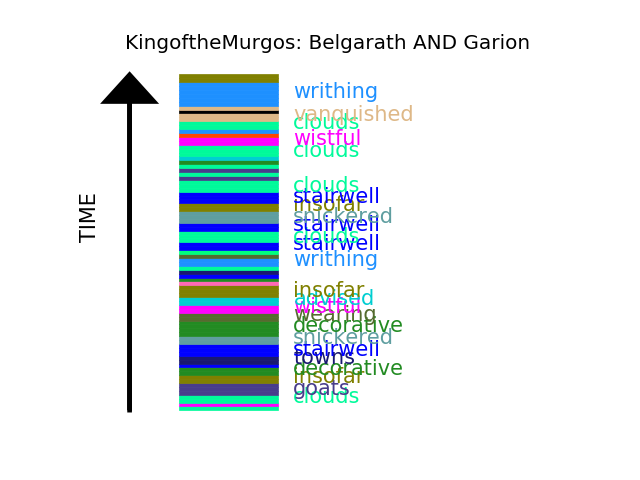 KingoftheMurgos: Belgarath AND Garion
TIME
writhing
vanquished
clouds
wistful
clouds
clouds
stairwell
insofar
snickered
stairwell
clouds
stairwell
writhing
insofar
advised
wistful
wearing
decorative
snickered
stairwell
towns
decorative
insofar
goats
clouds